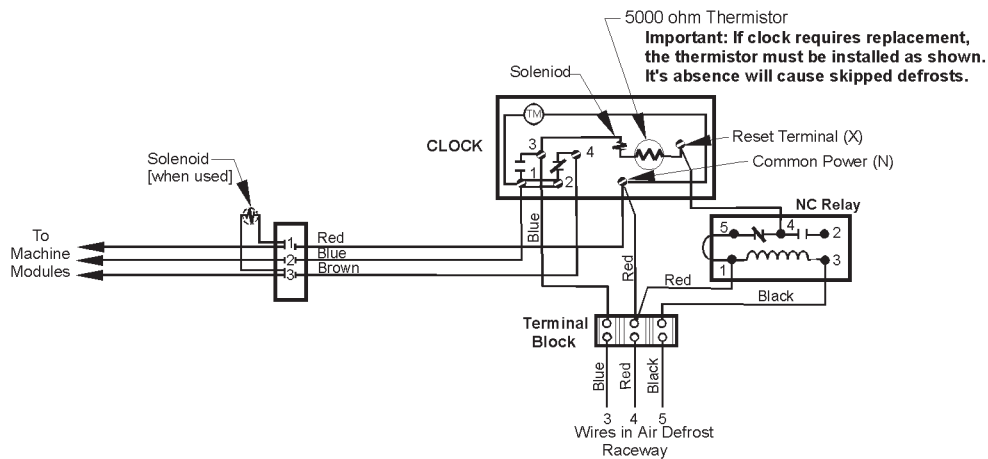 5000 ohm Thermistor
Important: If clock requires replacement,
the thermistor must be installed as shown.
It's absence will cause skipped defrosts.
Soleniod
TM
CLOCK
3
4
1
2
Reset Terminal (X)
Common Power (N)
Solenoid
[when used]
NC Relay
5
4
2
1
3
To
Machine
Modules
1
2
3
Red
Blue
Brown
Blue
Red
Red
Black
Terminal
Block
Blue
Red
Black
3
4
5
Wires in Air Defrost
Raceway